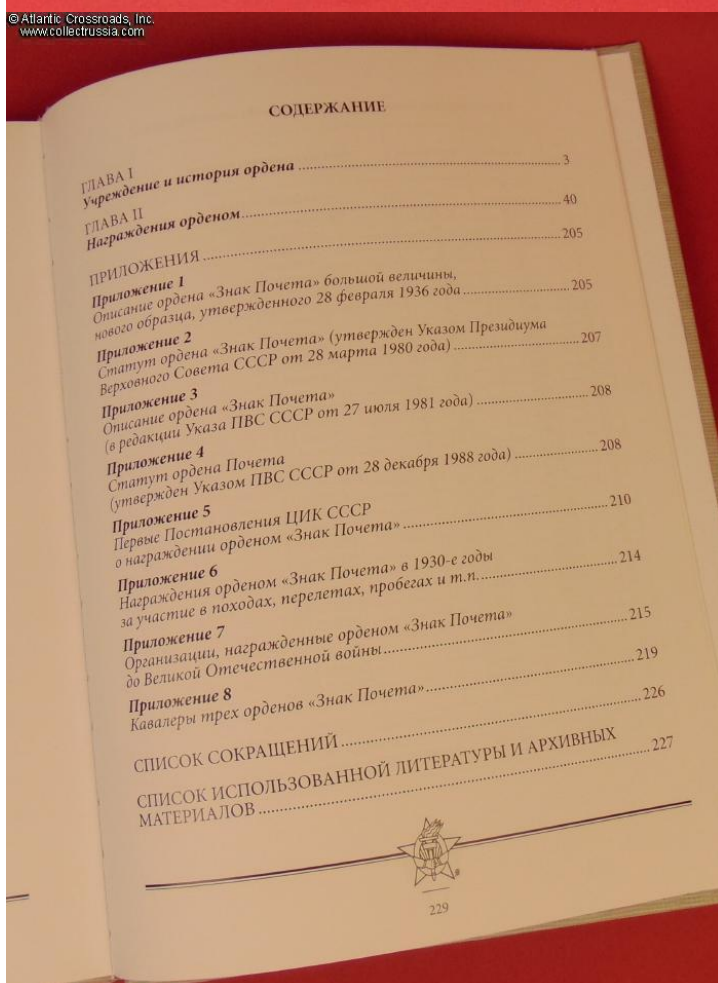 © Atlantic Crossroads, Inc.
www.collectrussia.com
СОДЕРЖАНИЕ
ГЛАВА I
Учреждение и история ордена ..... 3
ГЛАВА II
Награждения орденом ..... 40
ПРИЛОЖЕНИЯ ..... 205
Приложение 1
Описание ордена «Знак Почета» большой величины,
нового образца, утвержденного 28 февраля 1936 года ..... 205
Приложение 2
Статут ордена «Знак Почета» (утвержден Указом Президиума
Верховного Совета СССР от 28 марта 1980 года) ..... 207
Приложение 3
Описание ордена «Знак Почета»
(в редакции Указа ПВС СССР от 27 июля 1981 года) ..... 208
Приложение 4
Статут ордена Почета
(утвержден Указом ПВС СССР от 28 декабря 1988 года) ..... 208
Приложение 5
Первые Постановления ЦИК СССР
о награждении орденом «Знак Почета» ..... 210
Приложение 6
Награждения орденом «Знак Почета» в 1930-е годы
за участие в походах, перелетах, пробегах и т.п. ..... 214
Приложение 7
Организации, награжденные орденом «Знак Почета»
до Великой Отечественной войны ..... 215
Приложение 8
Кавалеры трех орденов «Знак Почета» ..... 219
СПИСОК СОКРАЩЕНИЙ ..... 226
СПИСОК ИСПОЛЬЗОВАННОЙ ЛИТЕРАТУРЫ И АРХИВНЫХ
МАТЕРИАЛОВ ..... 227
229